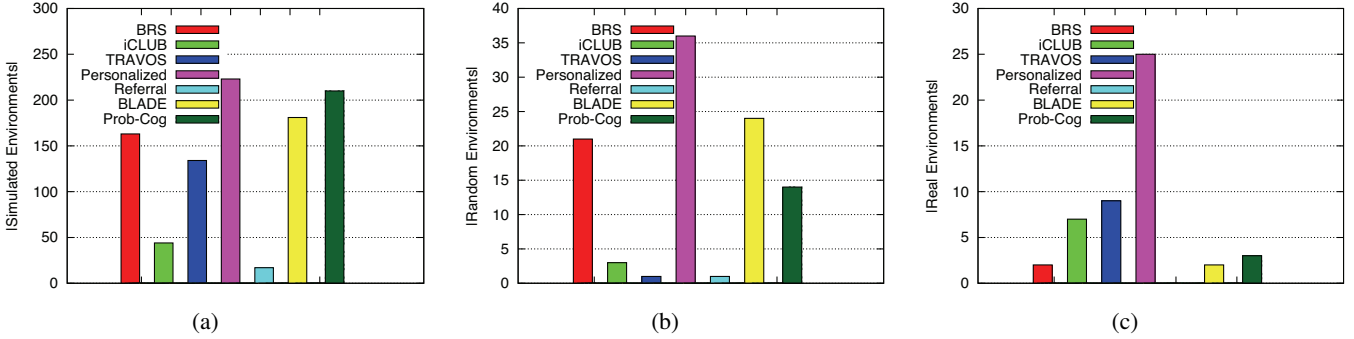 |Simulated Environments|
300
250
200
150
100
50
0
BRS
iCLUB
TRAVOS
Personalized
Referral
BLADE
Prob-Cog
(a)
|Random Environments|
40
35
30
25
20
15
10
5
0
BRS
iCLUB
TRAVOS
Personalized
Referral
BLADE
Prob-Cog
(b)
|Real Environments|
30
25
20
15
10
5
0
BRS
iCLUB
TRAVOS
Personalized
Referral
BLADE
Prob-Cog
(c)